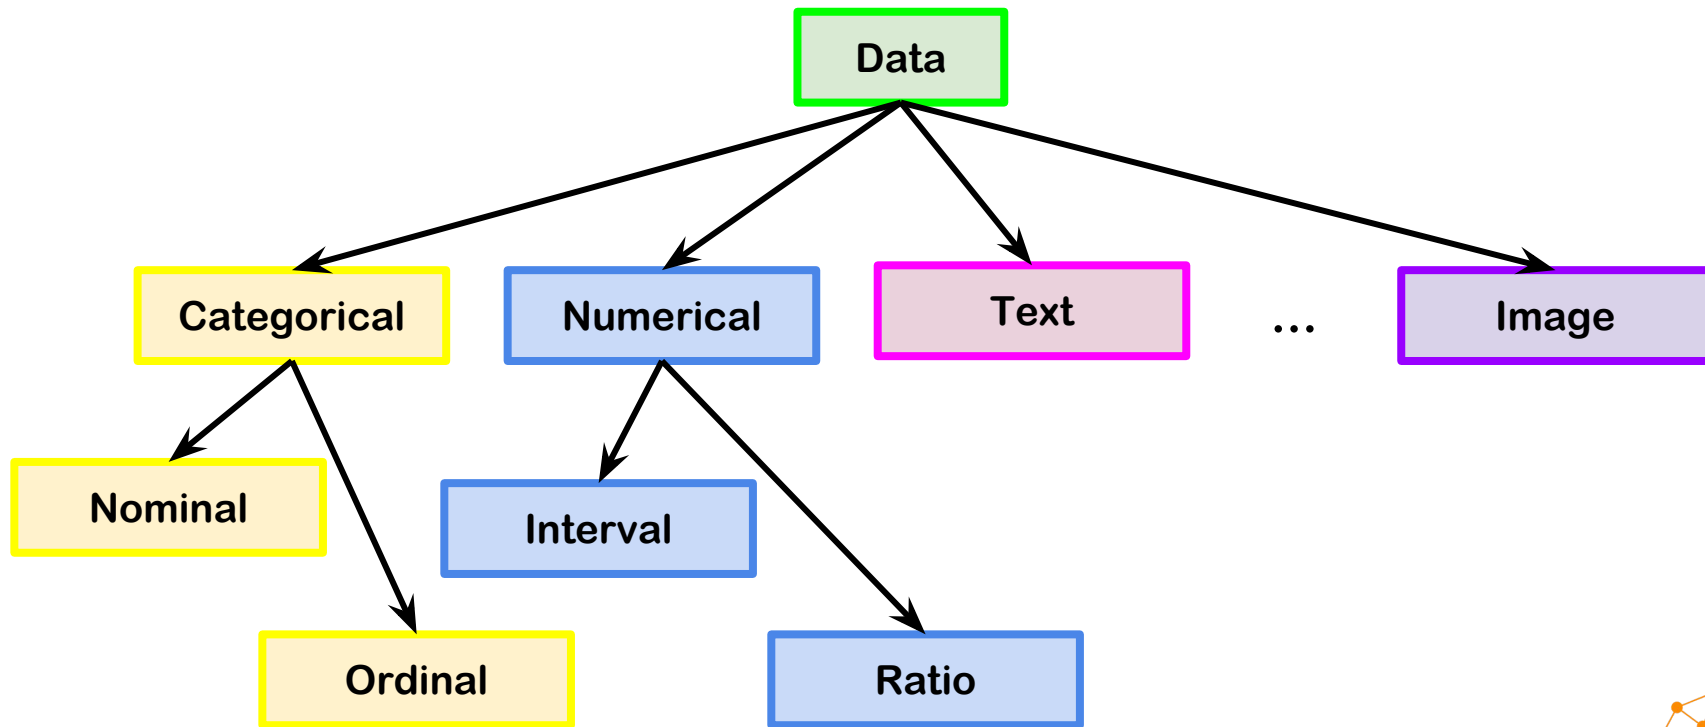 Data
Categorical
Numerical
Text
...
Image
Nominal
Interval
Ordinal
Ratio